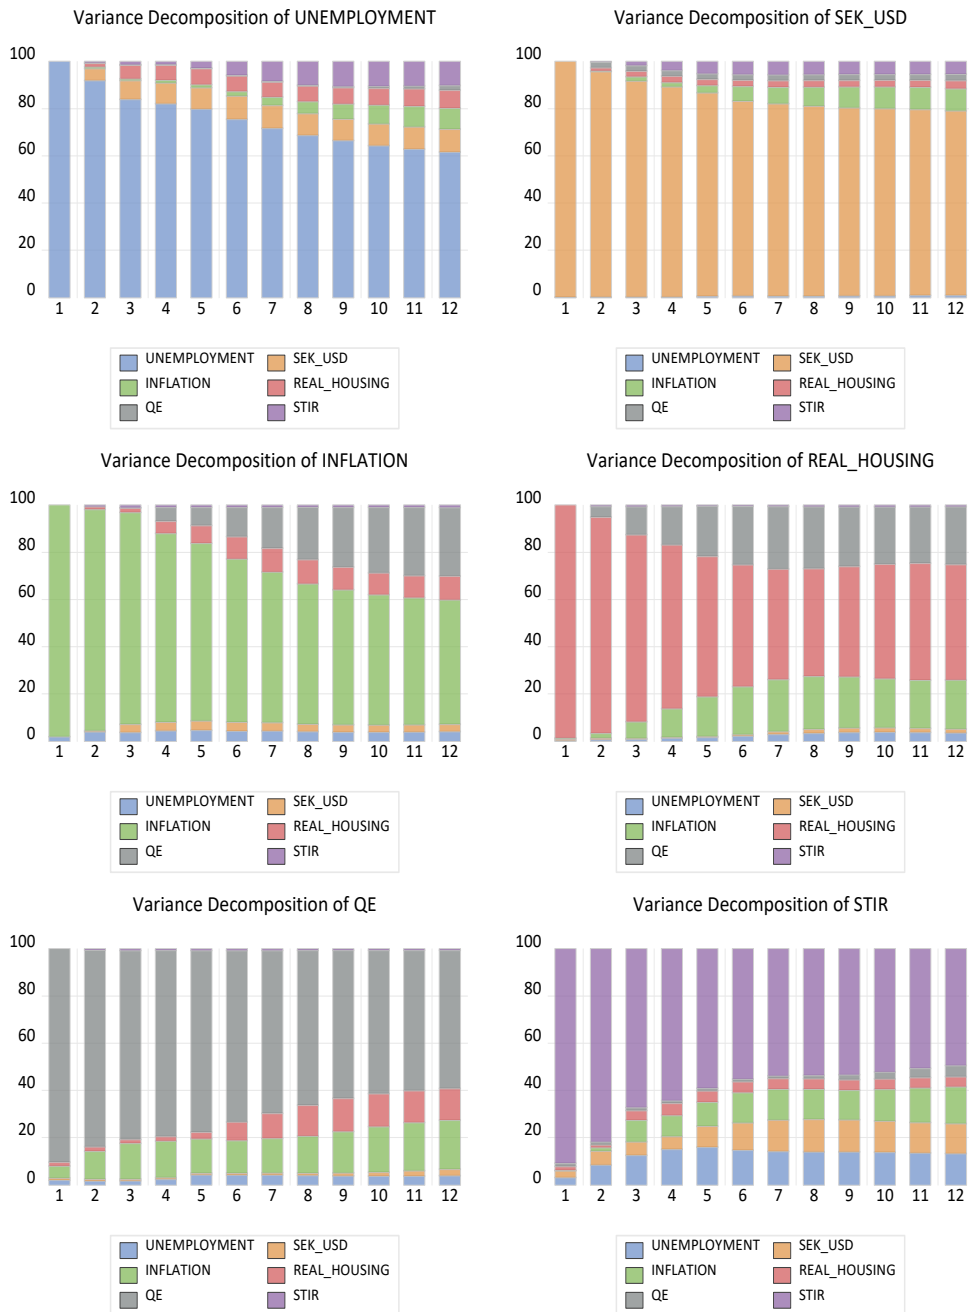 Variance Decomposition of UNEMPLOYMENT
100
80
60
40
20
0
1 2 3 4 5 6 7 8 9 10 11 12
UNEMPLOYMENT SEK_USD
INFLATION REAL_HOUSING
QE STIR
Variance Decomposition of SEK_USD
100
80
60
40
20
0
1 2 3 4 5 6 7 8 9 10 11 12
UNEMPLOYMENT SEK_USD
INFLATION REAL_HOUSING
QE STIR
Variance Decomposition of INFLATION
100
80
60
40
20
0
1 2 3 4 5 6 7 8 9 10 11 12
UNEMPLOYMENT SEK_USD
INFLATION REAL_HOUSING
QE STIR
Variance Decomposition of REAL_HOUSING
100
80
60
40
20
0
1 2 3 4 5 6 7 8 9 10 11 12
UNEMPLOYMENT SEK_USD
INFLATION REAL_HOUSING
QE STIR
Variance Decomposition of QE
100
80
60
40
20
0
1 2 3 4 5 6 7 8 9 10 11 12
UNEMPLOYMENT SEK_USD
INFLATION REAL_HOUSING
QE STIR
Variance Decomposition of STIR
100
80
60
40
20
0
1 2 3 4 5 6 7 8 9 10 11 12
UNEMPLOYMENT SEK_USD
INFLATION REAL_HOUSING
QE STIR